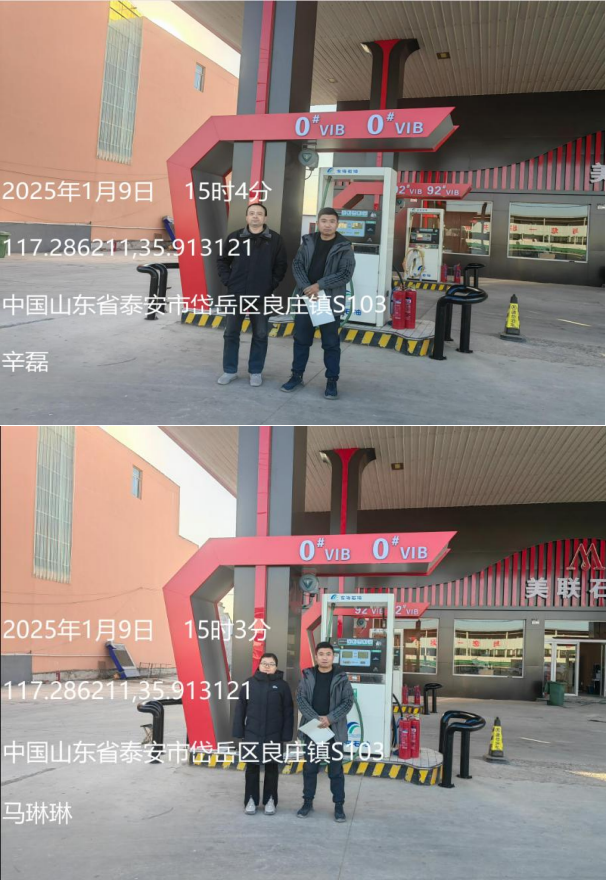 0#VIB 0#VIB
92#VIB
美
2025年1月9日 15时4分
117.286211,35.913121
中国山东省泰安市岱岳区良庄镇S103
辛磊
0#VIB 0#VIB
美联石
2025年1月9日 15时3分
117.286211,35.913121
中国山东省泰安市岱岳区良庄镇S103
马琳琳